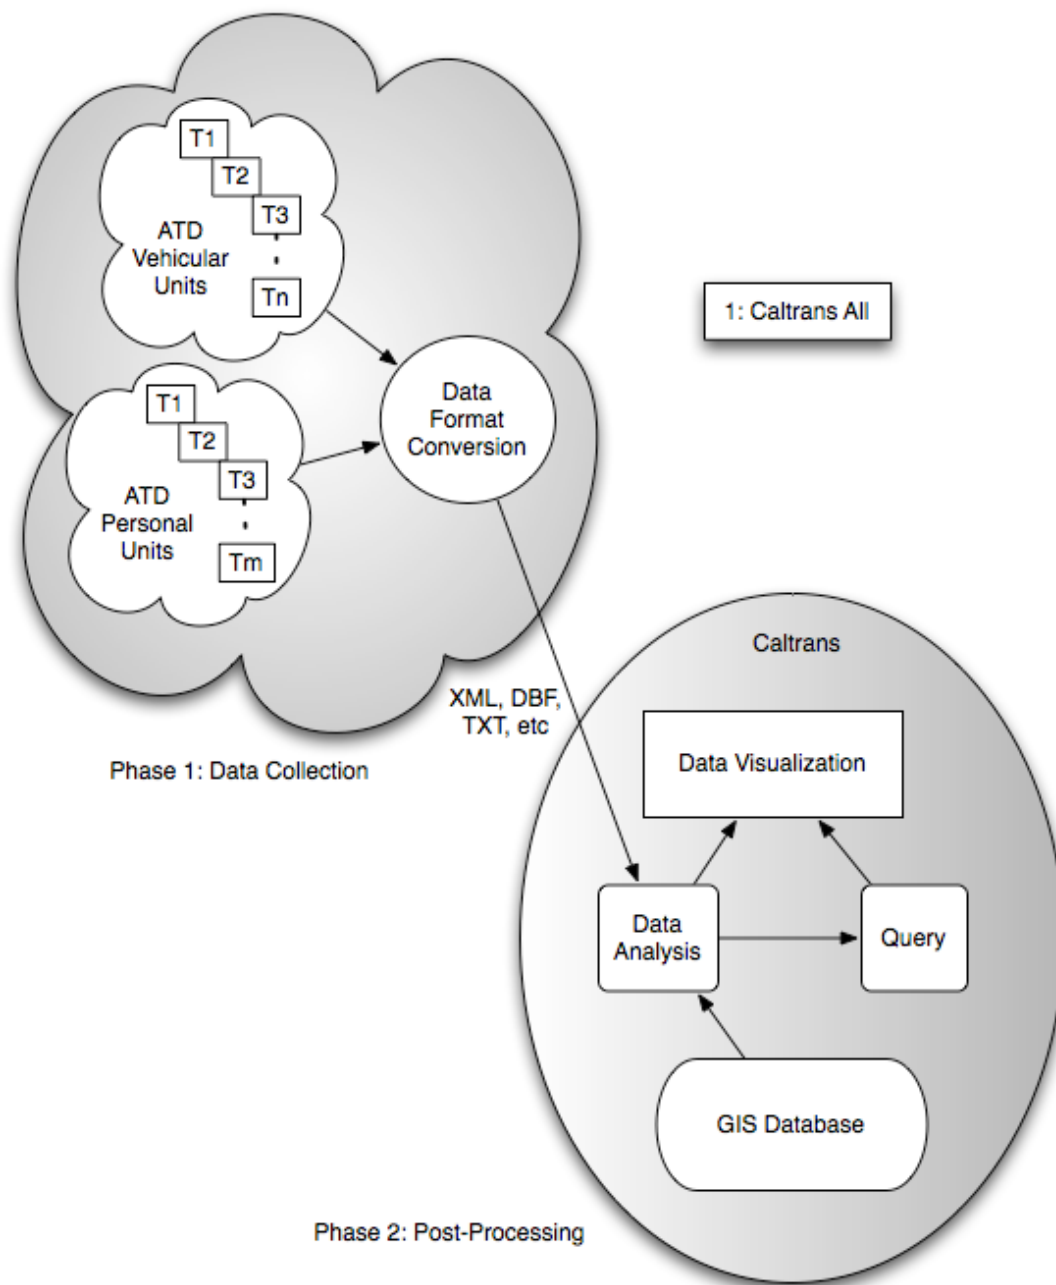 T1
T2
T3
ATD
Vehicular
Units
Tn
1: Caltrans All
Data
Format
Conversion
T1
T2
T3
ATD
Personal
Units
Tm
XML, DBF,
TXT, etc
Phase 1: Data Collection
Caltrans
Data Visualization
Data
Analysis
Query
GIS Database
Phase 2: Post-Processing